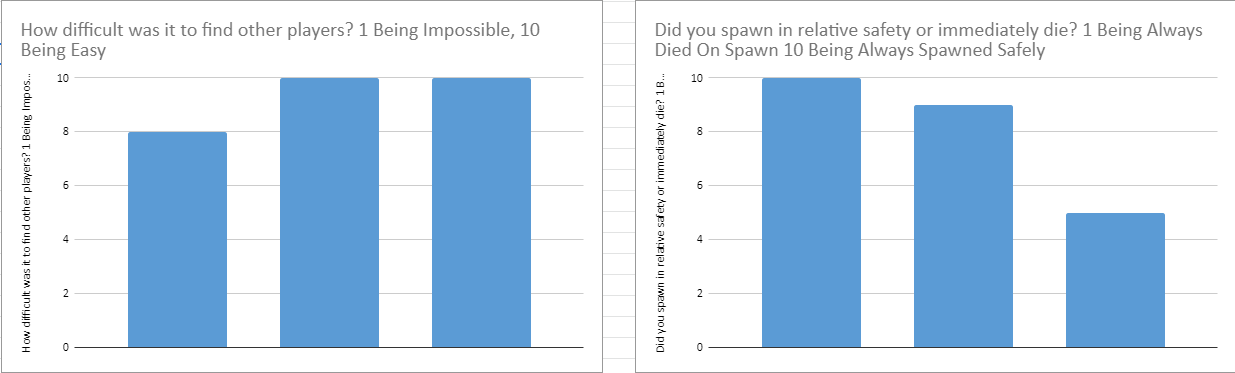 How difficult was it to find other players? 1 Being Impossible, 10
Being Easy
How difficult was it to find other players? 1 Being Impos...
10
8
6
4
2
0
Did you spawn in relative safety or immediately die? 1 Being Always
Died On Spawn 10 Being Always Spawned Safely
Did you spawn in relative safety or immediately die? 1 B...
10
8
6
4
2
0